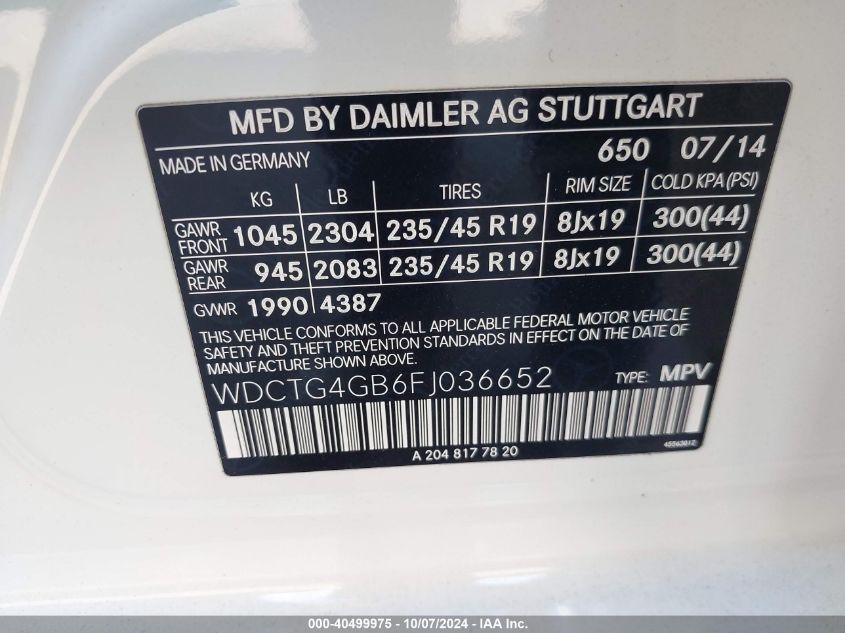 MFD BY DAIMLER AG STUTTGART
MADE IN GERMANY 650 07/14
KG LB TIRES RIM SIZE COLD KPA(PSI)
GAWR FRONT 1045 2304 235/45 R19 8Jx19 300(44)
GAWR REAR 945 2083 235/45 R19 8Jx19 300(44)
GVWR 1990 4387
THIS VEHICLE CONFORMS TO ALL APPLICABLE FEDERAL MOTOR VEHICLE
SAFETY AND THEFT PREVENTION STANDARDS IN EFFECT ON THE DATE OF
MANUFACTURE SHOWN ABOVE.
WDCTG4GB6FJ036652 TYPE: MPV
A 204 817 78 20 45563012
000-40499975 - 10/07/2024 - IAA Inc.